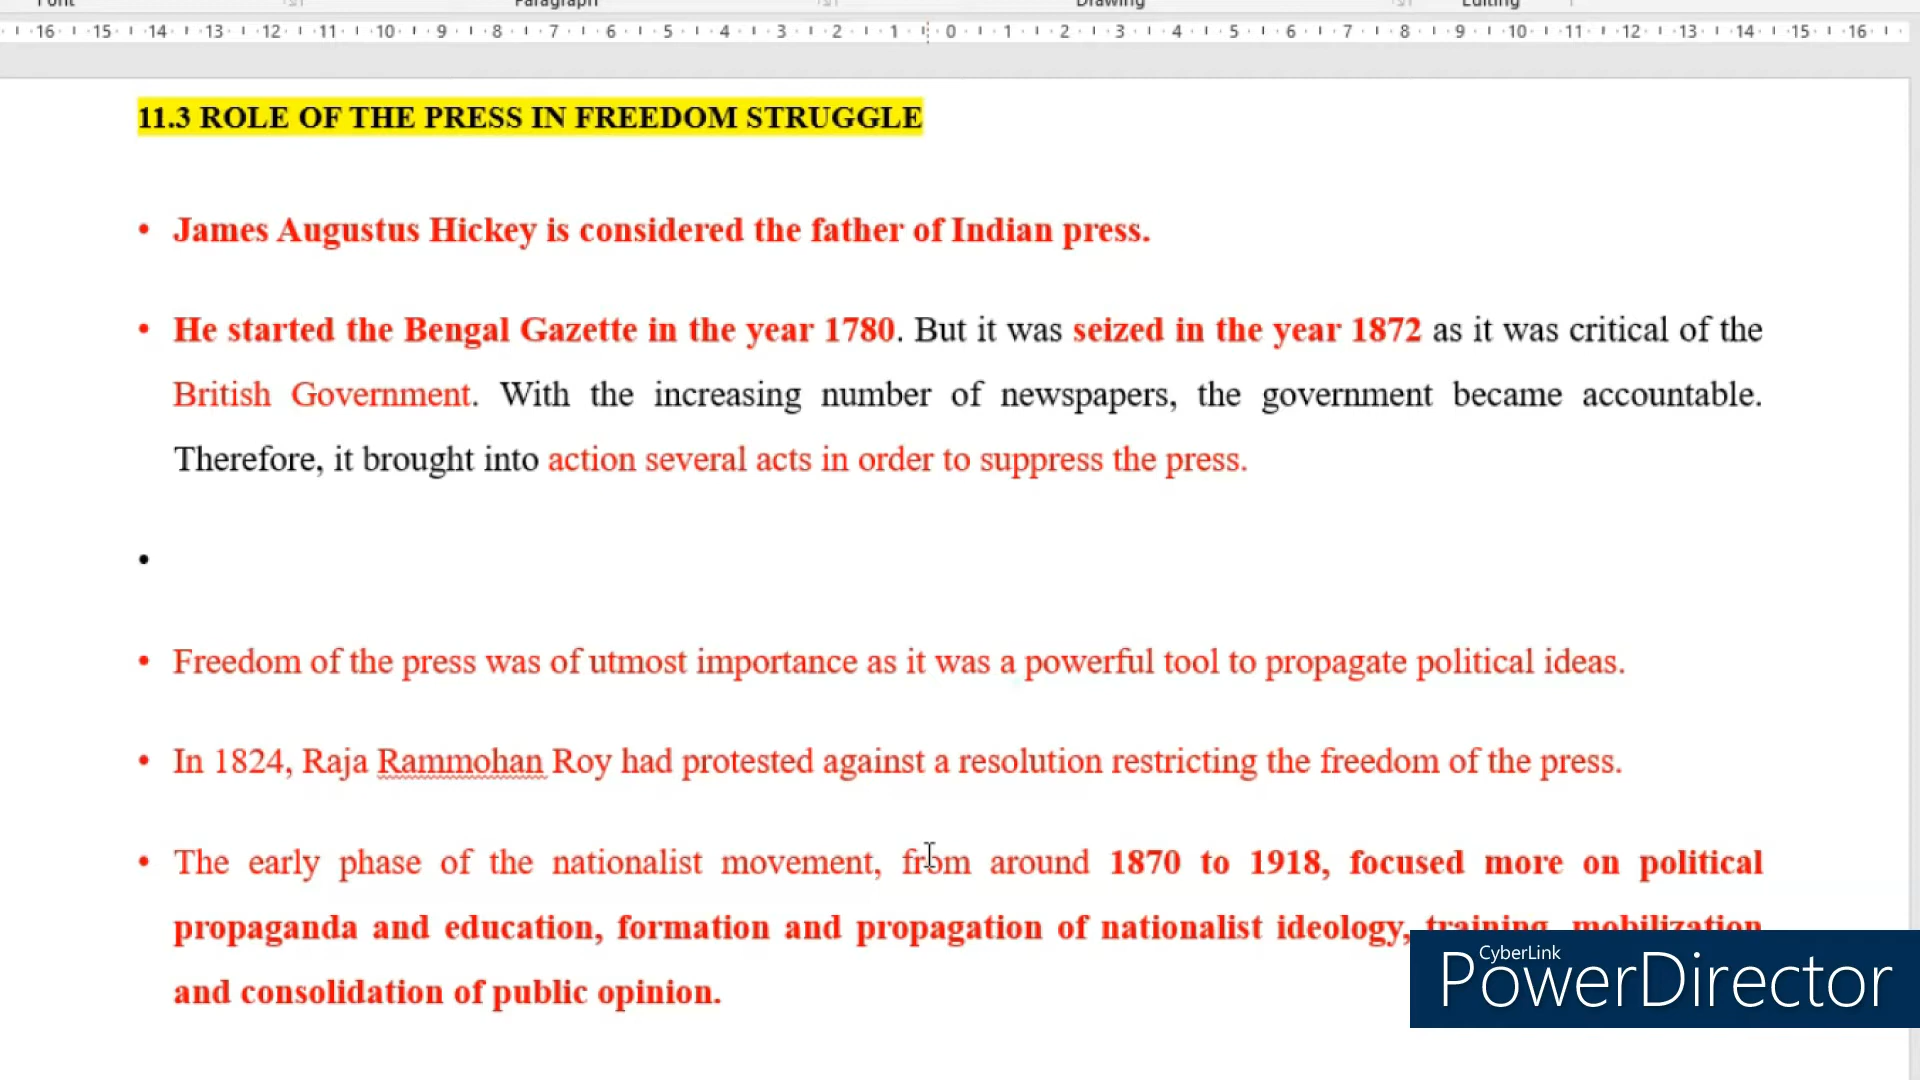 Font Paragraph Drawing Editing
16 15 14 13 12 11 10 9 8 7 6 5 4 3 2 1 0 1 2 3 4 5 6 7 8 9 10 11 12 13 14 15 16
11.3 ROLE OF THE PRESS IN FREEDOM STRUGGLE
• James Augustus Hickey is considered the father of Indian press.
• He started the Bengal Gazette in the year 1780. But it was seized in the year 1872 as it was critical of the
British Government. With the increasing number of newspapers, the government became accountable.
Therefore, it brought into action several acts in order to suppress the press.
•
• Freedom of the press was of utmost importance as it was a powerful tool to propagate political ideas.
• In 1824, Raja Rammohan Roy had protested against a resolution restricting the freedom of the press.
• The early phase of the nationalist movement, from around 1870 to 1918, focused more on political
propaganda and education, formation and propagation of nationalist ideology, training, mobilization
and consolidation of public opinion.
CyberLink
PowerDirector